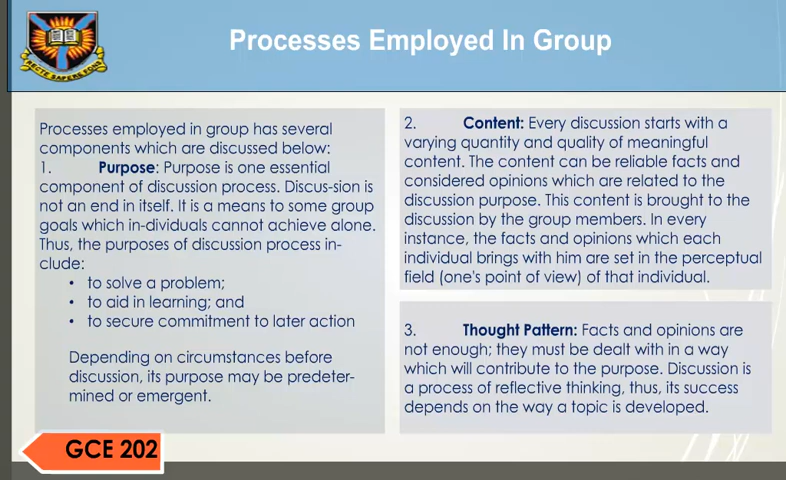 Processes Employed In Group
Processes employed in group has several
components which are discussed below:
1. Purpose: Purpose is one essential
component of discussion process. Discus-sion is
not an end in itself. It is a means to some group
goals which in-dividuals cannot achieve alone.
Thus, the purposes of discussion process in-
clude:
• to solve a problem;
• to aid in learning; and
• to secure commitment to later action
Depending on circumstances before
discussion, its purpose may be predeter-
mined or emergent.
2. Content: Every discussion starts with a
varying quantity and quality of meaningful
content. The content can be reliable facts and
considered opinions which are related to the
discussion purpose. This content is brought to the
discussion by the group members. In every
instance, the facts and opinions which each
individual brings with him are set in the perceptual
field (one's point of view) of that individual.
3. Thought Pattern: Facts and opinions are
not enough; they must be dealt with in a way
which will contribute to the purpose. Discussion is
a process of reflective thinking, thus, its success
depends on the way a topic is developed.
GCE 202